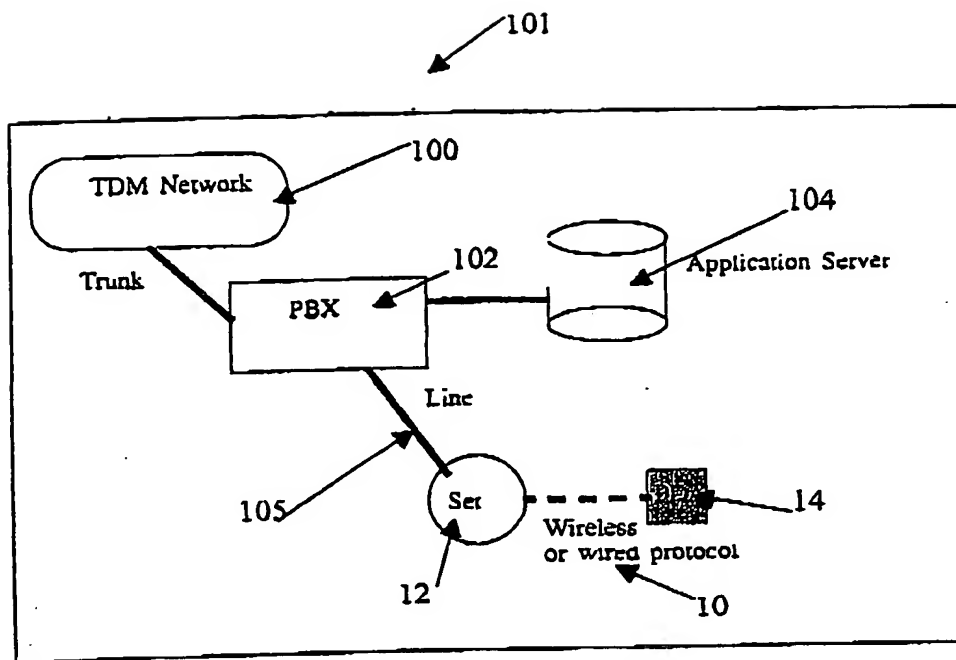 101
100
TDM Network
104
102
Trunk
Application Server
PBX
Line
105
Set
14
Wireless
or wired protocol
12
10